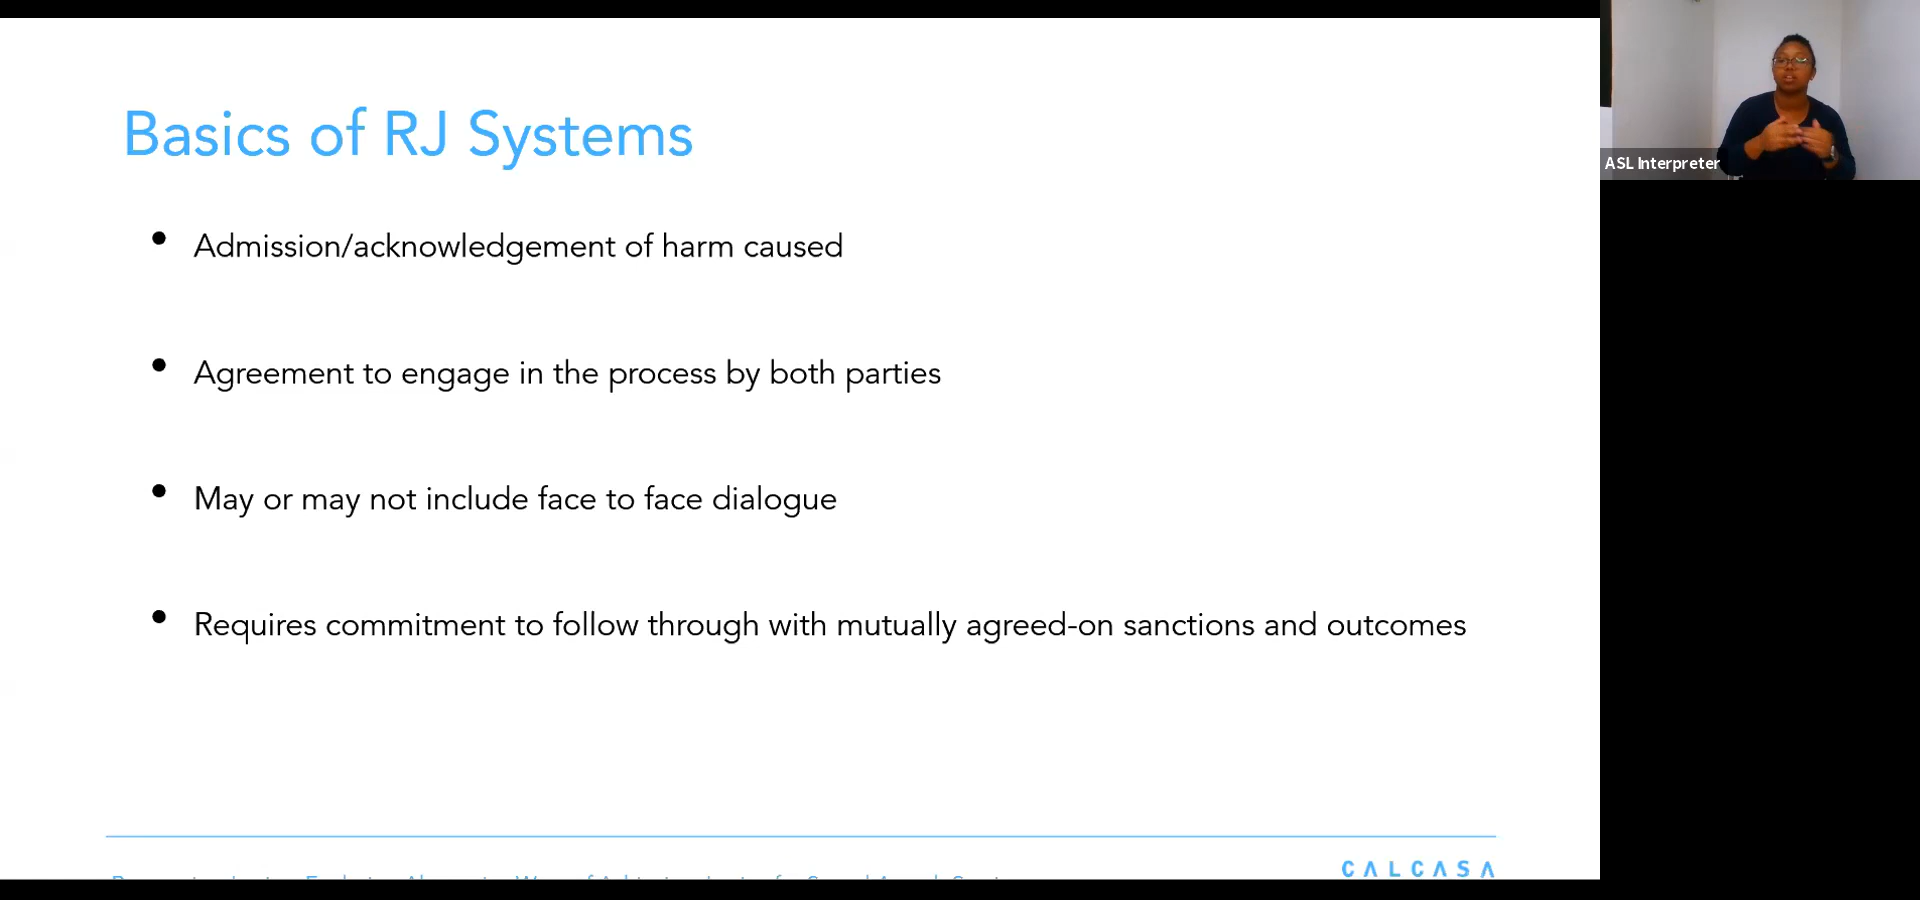 Basics of RJ Systems
ASL Interpreter
• Admission/acknowledgement of harm caused
• Agreement to engage in the process by both parties
• May or may not include face to face dialogue
• Requires commitment to follow through with mutually agreed-on sanctions and outcomes
CALCASA